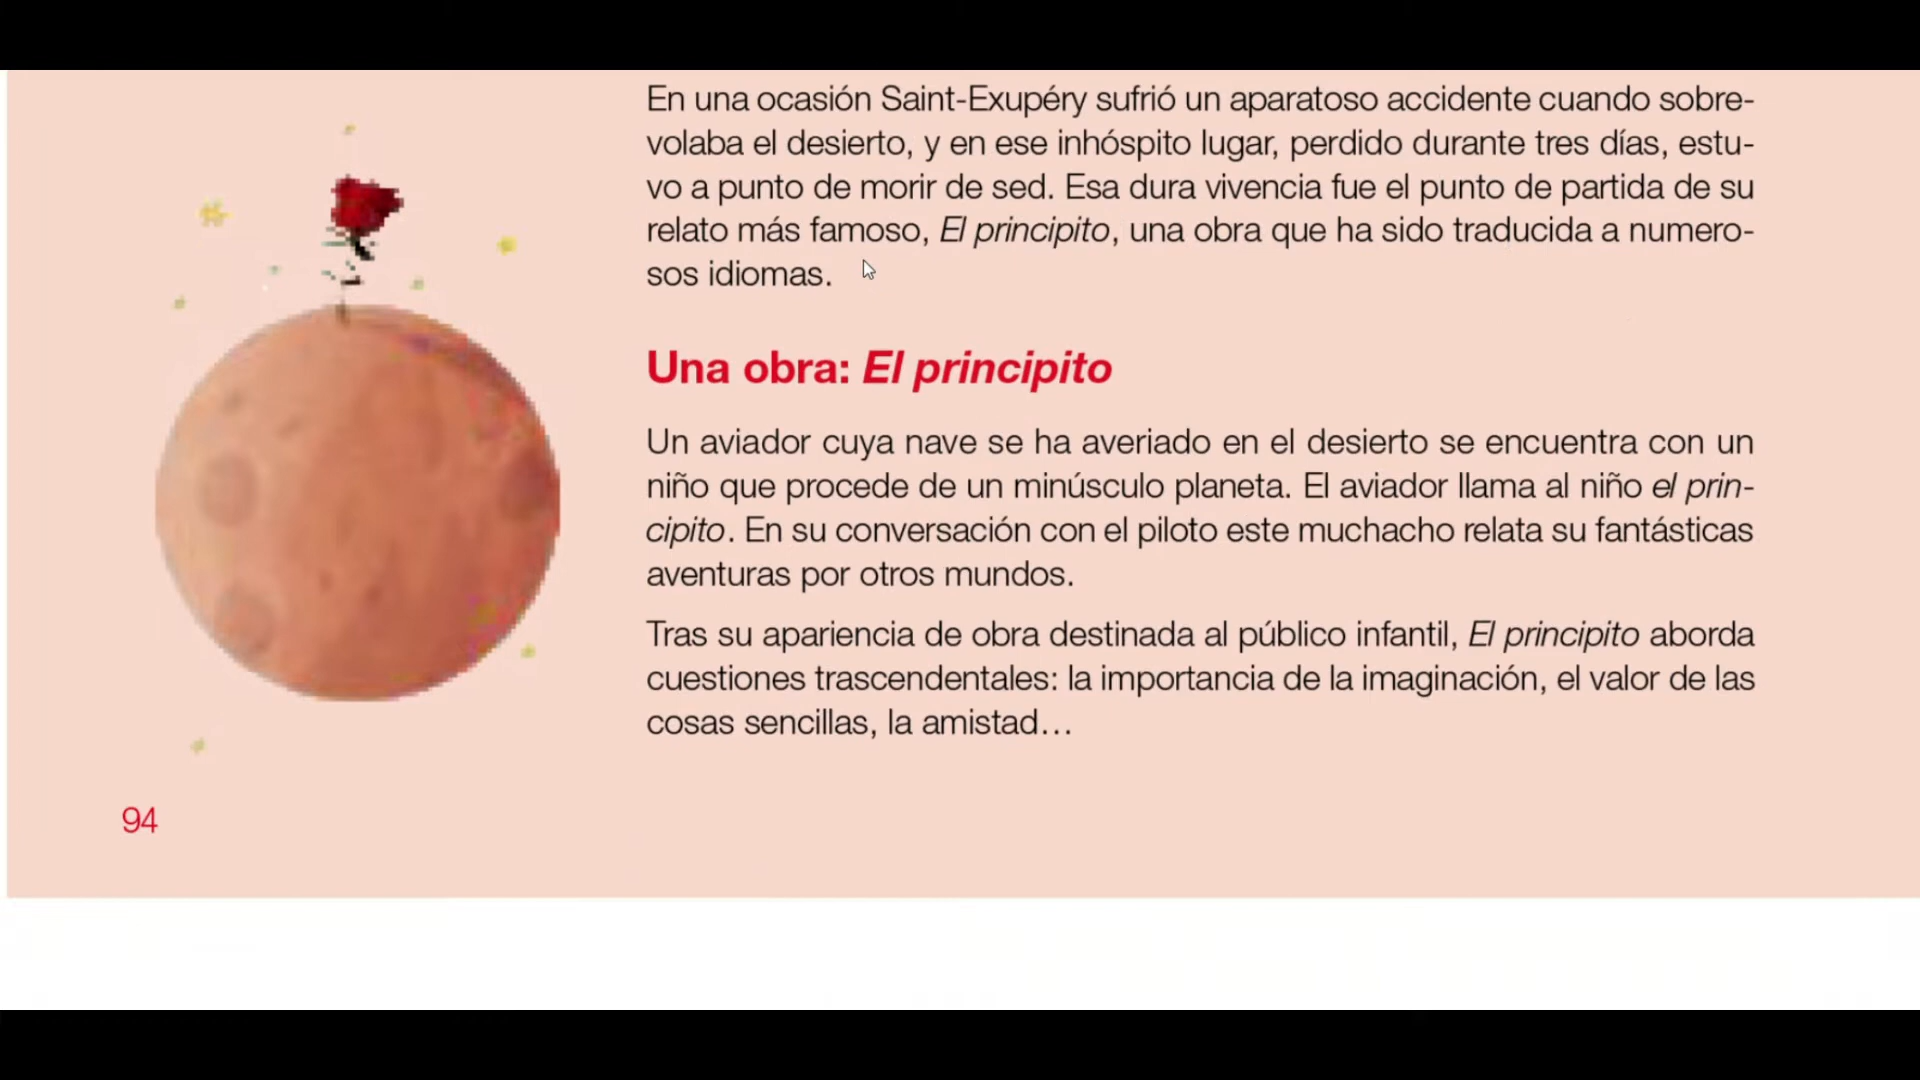 En una ocasión Saint-Exupéry sufrió un aparatoso accidente cuando sobre-
volaba el desierto, y en ese inhóspito lugar, perdido durante tres días, estu-
vo a punto de morir de sed. Esa dura vivencia fue el punto de partida de su
relato más famoso, El principito, una obra que ha sido traducida a numero-
sos idiomas.
Una obra: El principito
Un aviador cuya nave se ha averiado en el desierto se encuentra con un
niño que procede de un minúsculo planeta. El aviador llama al niño el prin-
cipito. En su conversación con el piloto este muchacho relata su fantásticas
aventuras por otros mundos.
Tras su apariencia de obra destinada al público infantil, El principito aborda
cuestiones trascendentales: la importancia de la imaginación, el valor de las
cosas sencillas, la amistad…
94